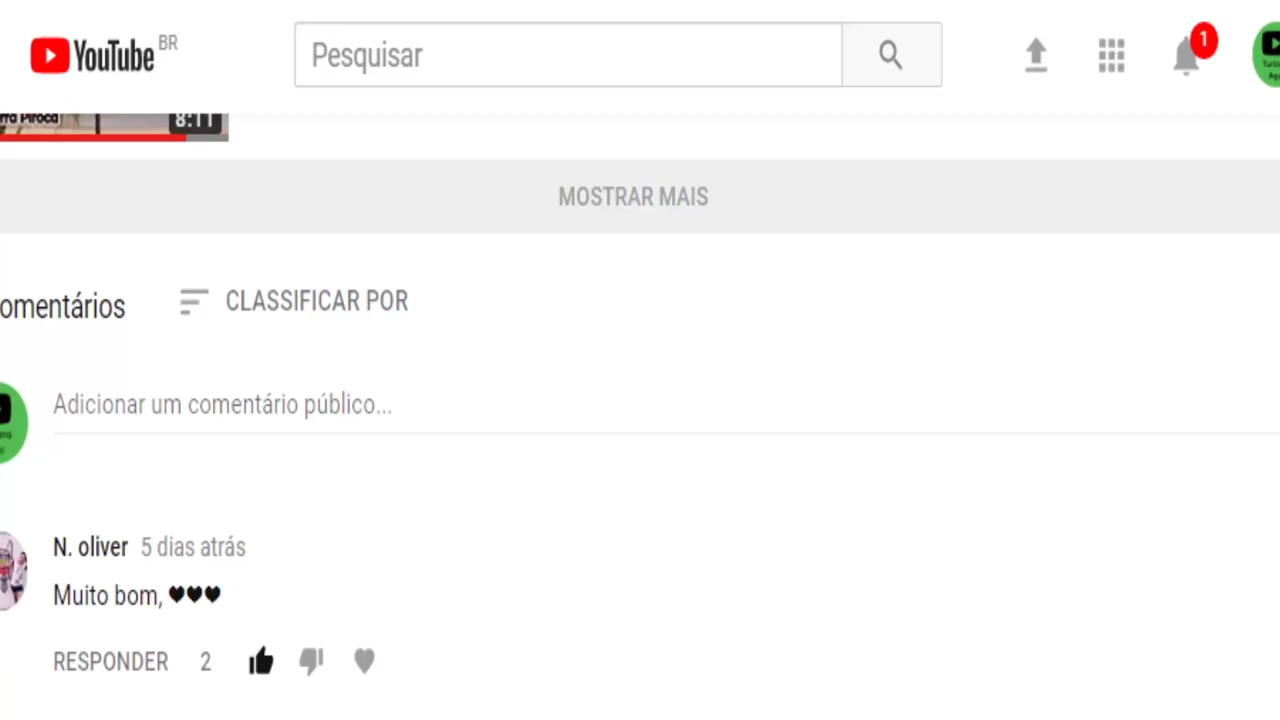 YouTube BR
Pesquisar
1
8:11
MOSTRAR MAIS
omentários
CLASSIFICAR POR
Adicionar um comentário público...
N. oliver 5 dias atrás
Muito bom, ♥♥♥
RESPONDER 2